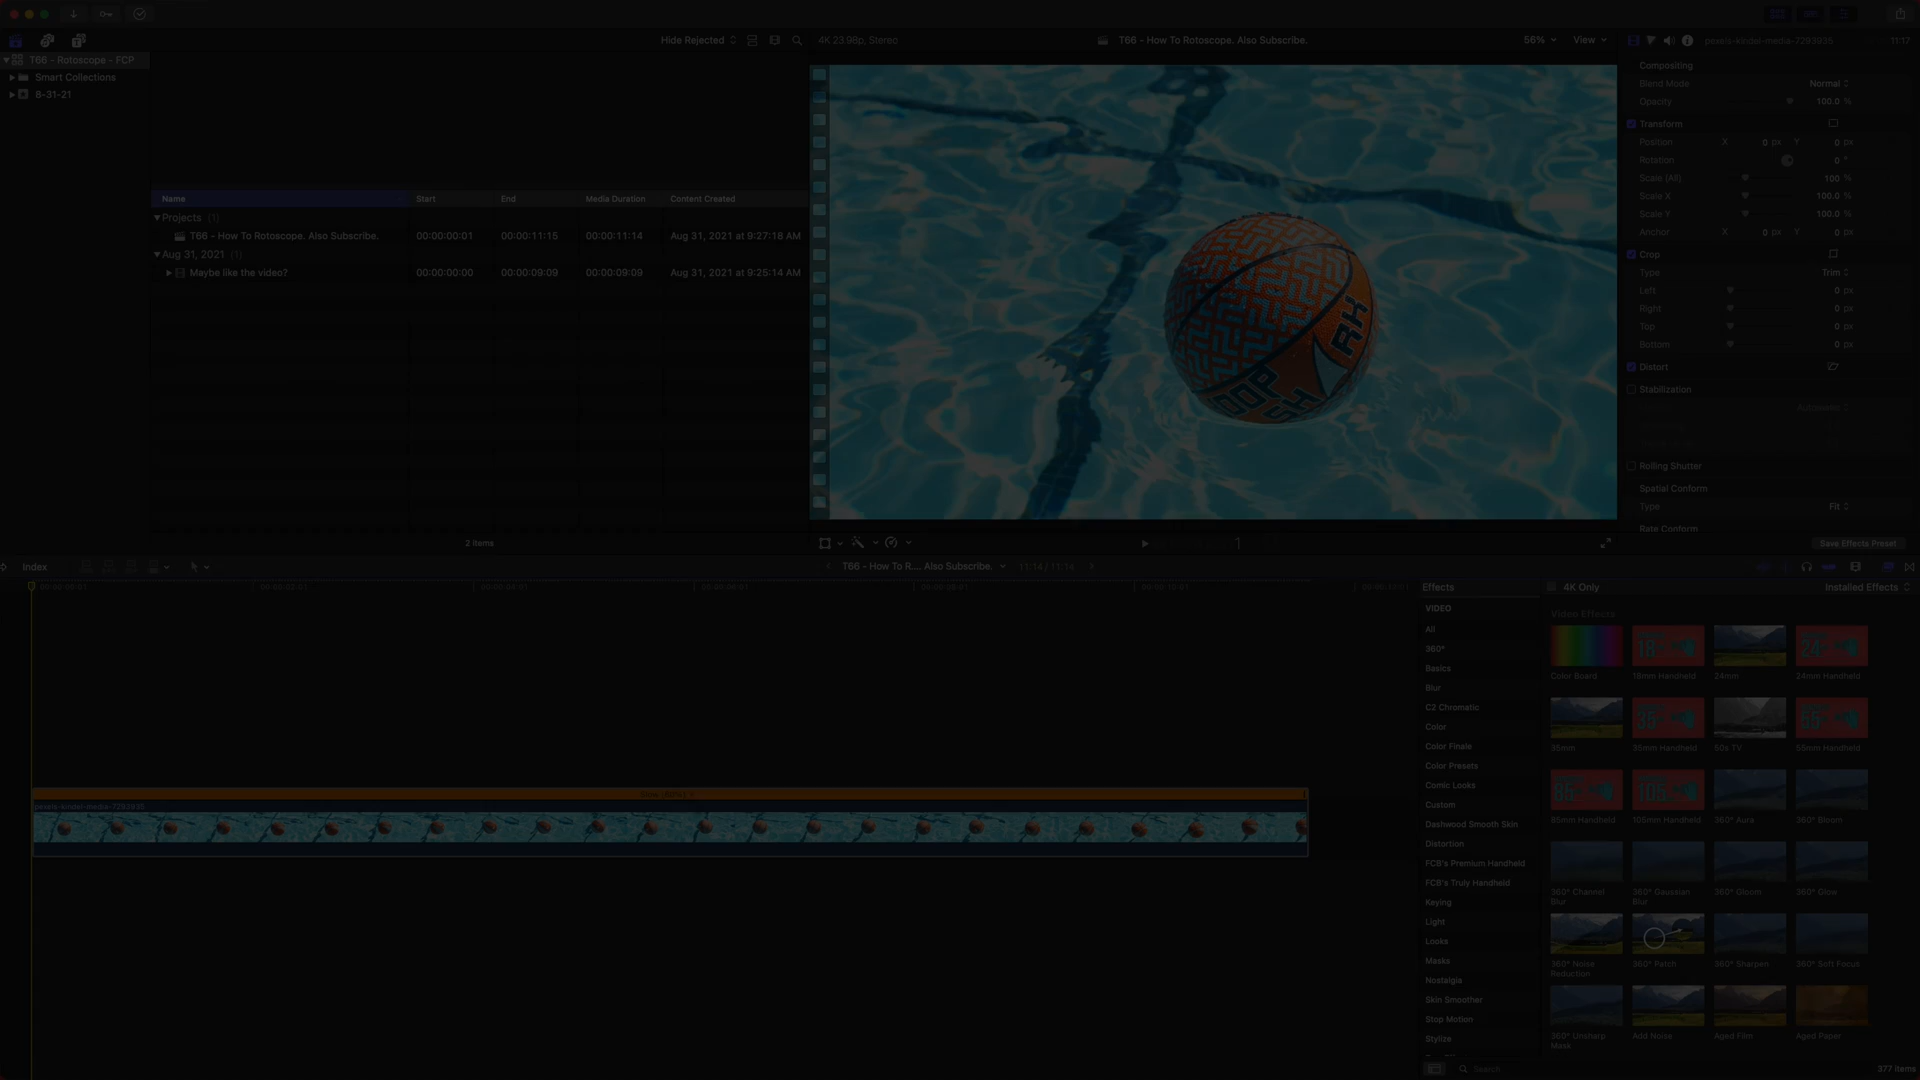 Hide Rejected
4K 23.98p, Stereo
T66 - How To Rotoscope. Also Subscribe.
56%
View
pexels-kindel-media-7293935
11:17
T66 - Rotoscope - FCP
Smart Collections
8-31-21
Name Start End Media Duration Content Created
Projects (1)
T66 - How To Rotoscope. Also Subscribe. 00:00:00:01 00:00:11:15 00:00:11:14 Aug 31, 2021 at 9:27:18 AM
Aug 31, 2021 (1)
Maybe like the video? 00:00:00:00 00:00:09:09 00:00:09:09 Aug 31, 2021 at 9:25:14 AM
2 items
OOP
SH
1
Compositing
Blend Mode Normal
Opacity 100.0 %
Transform
Position X 0 px Y 0 px
Rotation 0 °
Scale (All) 100 %
Scale X 100.0 %
Scale Y 100.0 %
Anchor X 0 px Y 0 px
Crop
Type Trim
Left 0 px
Right 0 px
Top 0 px
Bottom 0 px
Distort
Stabilization
Automatic
Rolling Shutter
Spatial Conform
Type Fit
Rate Conform
Save Effects Preset
Index
T66 - How To R.... Also Subscribe.
11:14 / 11:14
pexels-kindel-media-7293935
Effects
VIDEO
All
360°
Basics
Blur
C2 Chromatic
Color
Color Finale
Color Presets
Comic Looks
Custom
Dashwood Smooth Skin
Distortion
FCB's Premium Handheld
FCB's Truly Handheld
Keying
Light
Looks
Masks
Nostalgia
Skin Smoother
Stop Motion
Stylize
4K Only
Installed Effects
Video Effects
Color Board
18mm Handheld
24mm
24mm Handheld
35mm
35mm Handheld
50s TV
55mm Handheld
85mm Handheld
105mm Handheld
360° Aura
360° Bloom
360° Channel Blur
360° Gaussian Blur
360° Gloom
360° Glow
360° Noise Reduction
360° Patch
360° Sharpen
360° Soft Focus
360° Unsharp Mask
Add Noise
Aged Film
Aged Paper
Search
377 items